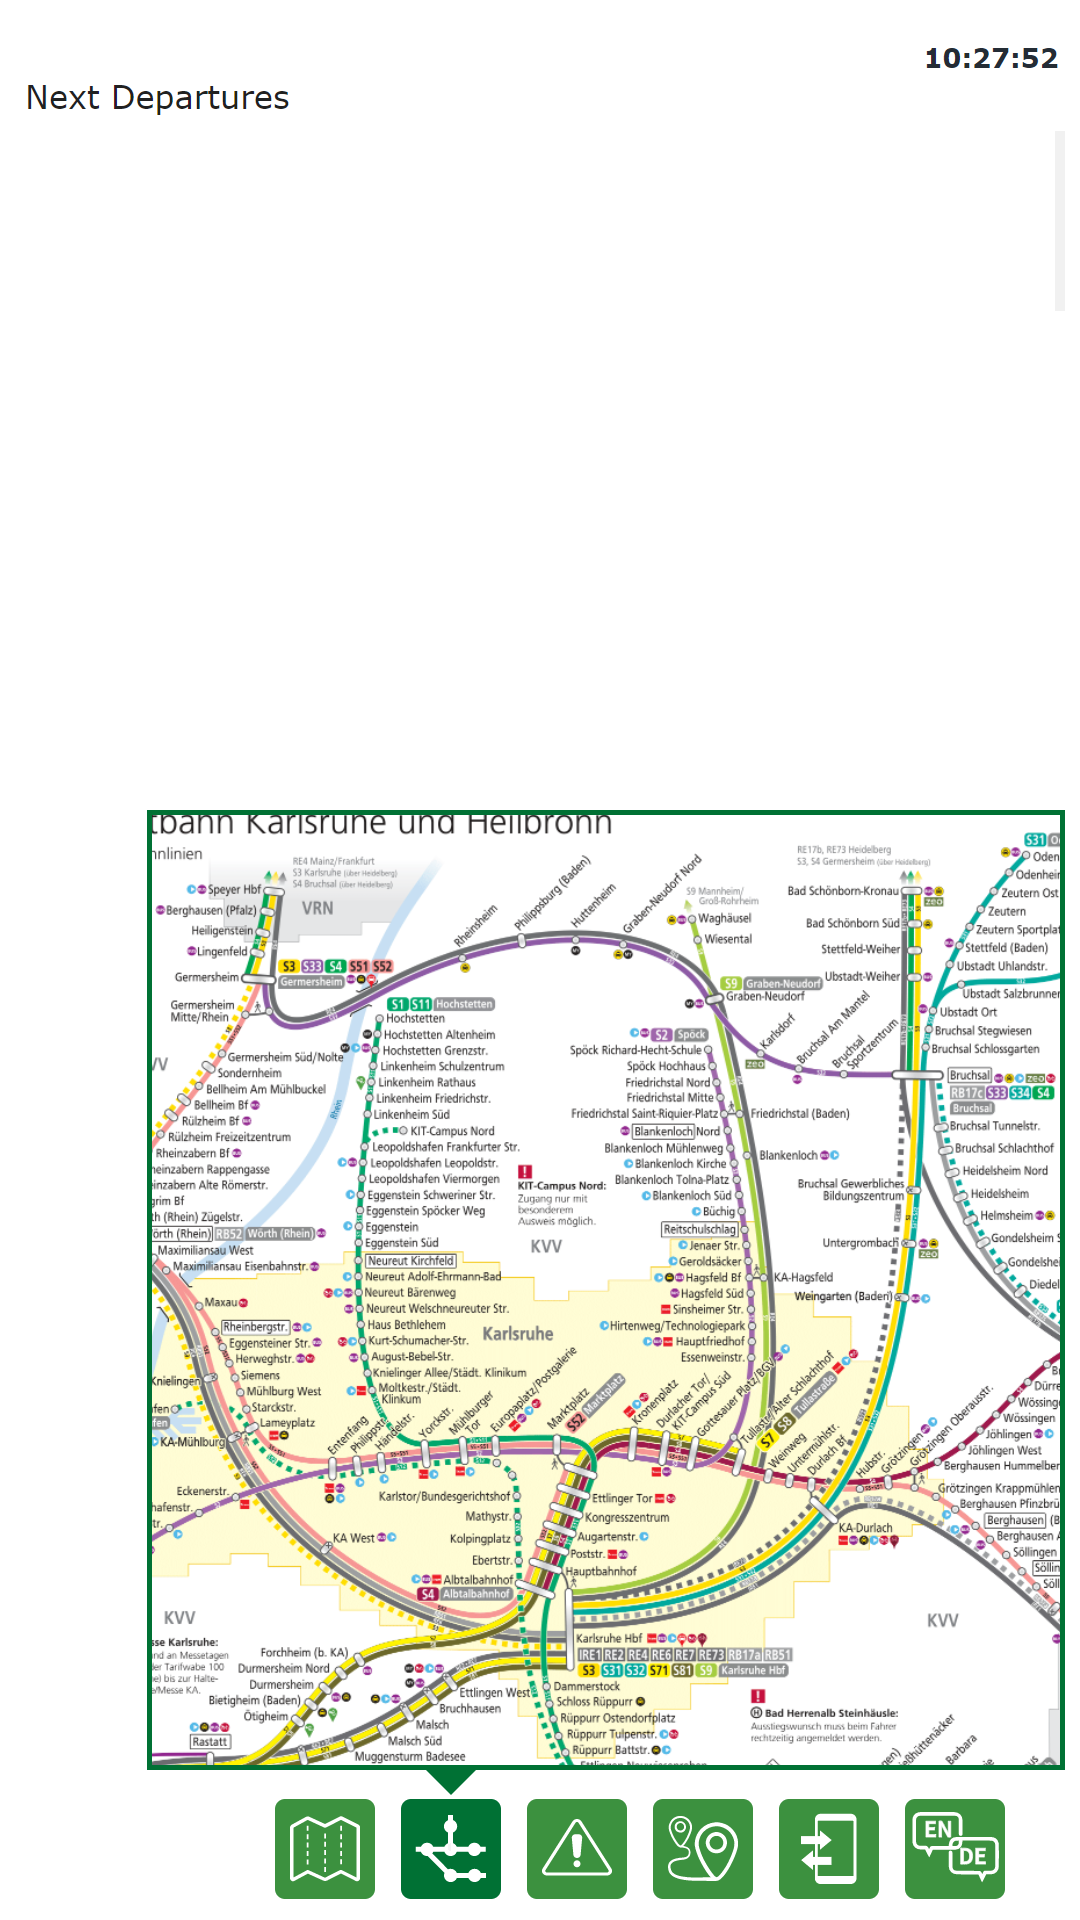 10:27:52
Next Departures
tbahn Karlsruhe und Heilbronn
nnlinien
RE4 Mainz/Frankfurt
S3 Karlsruhe (über Heidelberg)
S4 Bruchsal (über Heidelberg)
Speyer Hbf
VRN
Berghausen (Pfalz)
Heiligenstein
Lingenfeld
Germersheim
S3 S33 S4 S51 S52
Germersheim
Germersheim
Mitte/Rhein
Germersheim Süd/Nolte
Sondernheim
Bellheim Am Mühlbuckel
Bellheim Bf
Rülzheim Bf
Rülzheim Freizeitzentrum
Rheinzabern Bf
heinzabern Rappengasse
einzabern Alte Römerstr.
grim Bf
th (Rhein) Zügelstr.
örth (Rhein) RB52 Wörth (Rhein)
Maximiliansau West
Maximiliansau Eisenbahnstr.
Maxau
Rheinbergstr.
Eggensteiner Str.
Herweghstr.
Siemens
Mühlburg West
Starckstr.
Lameyplatz
Knielingen
KA-Mühlburg
Eckenerstr.
hafenstr.
KA West
Rhein
S1 S11 Hochstetten
Hochstetten
Hochstetten Altenheim
Hochstetten Grenzstr.
Linkenheim Schulzentrum
Linkenheim Rathaus
Linkenheim Friedrichstr.
Linkenheim Süd
KIT-Campus Nord
Leopoldshafen Frankfurter Str.
Leopoldshafen Leopoldstr.
Leopoldshafen Viermorgen
Eggenstein Schweriner Str.
Eggenstein Spöcker Weg
Eggenstein
Eggenstein Süd
Neureut Kirchfeld
Neureut Adolf-Ehrmann-Bad
Neureut Bärenweg
Neureut Welschneureuter Str.
Haus Bethlehem
Kurt-Schumacher-Str.
August-Bebel-Str.
Knielinger Allee/Städt. Klinikum
Moltkestr./Städt.
Klinikum
KIT-Campus Nord:
Zugang nur mit
besonderem
Ausweis möglich.
KVV
Karlsruhe
Rheinsheim
Philippsburg (Baden)
Huttenheim
Graben-Neudorf Nord
S9 Mannheim/
Groß-Rohrheim
Waghäusel
Wiesental
S9 Graben-Neudorf
Graben-Neudorf
Karlsdorf
Bruchsal Am Mantel
Bruchsal
Sportzentrum
S2 Spöck
Spöck Richard-Hecht-Schule
Spöck Hochhaus
Friedrichstal Nord
Friedrichstal Mitte
Friedrichstal Saint-Riquier-Platz
Friedrichstal (Baden)
Blankenloch Nord
Blankenloch Mühlenweg
Blankenloch
Blankenloch Kirche
Blankenloch Tolna-Platz
Blankenloch Süd
Büchig
Reitschulschlag
Jenaer Str.
Geroldsäcker
Hagsfeld Bf
KA-Hagsfeld
Hagsfeld Süd
Sinsheimer Str.
Hirtenweg/Technologiepark
Hauptfriedhof
Essenweinstr.
RE17b, RE73 Heidelberg
S3, S4 Germersheim (über Heidelberg)
Bad Schönborn-Kronau
zeo
Bad Schönborn Süd
Stettfeld-Weiher
Ubstadt-Weiher
S31
Oden
Odenheim
Zeutern Ost
Zeutern
Zeutern Sportplat
Stettfeld (Baden)
Ubstadt Uhlandstr.
Ubstadt Salzbrunnen
Ubstadt Ort
Bruchsal Stegwiesen
Bruchsal Schlossgarten
Bruchsal
RB17c S33 S34 S4
Bruchsal
Bruchsal Tunnelstr.
Bruchsal Schlachthof
Heidelsheim Nord
Heidelsheim
Helmsheim
Gondelsheim S
Gondelshei
Diedel
Bruchsal Gewerbliches
Bildungszentrum
Untergrombach
zeo
Weingarten (Baden)
Entenfang
Philippstr.
Händelstr.
Yorckstr.
Mühlburger
Tor
Europaplatz/Postgalerie
Marktplatz
S52 Marktplatz
Kronenplatz
Durlacher Tor/
KIT-Campus Süd
Gottesauer Platz/BGV
Tullastr./Alter Schlachthof
S7 S8 Tullastraße
Weinweg
Untermühlstr.
Durlach Bf
Hubstr.
Grötzingen
Grötzingen Oberausstr.
Dürre
Wössing
Wössingen
Jöhlingen
Jöhlingen West
Berghausen Hummelber
Grötzingen Krappmühlen
Berghausen Pfinzbrü
Berghausen (B
Berghausen A
Söllingen
Söllin
Söll
KA-Durlach
Karlstor/Bundesgerichtshof
Mathystr.
Kolpingplatz
Ebertstr.
Albtalbahnhof
S4 Albtalbahnhof
Ettlinger Tor
Kongresszentrum
Augartenstr.
Poststr.
Hauptbahnhof
Karlsruhe Hbf
IRE1 RE2 RE4 RE6 RE7 RE73 RB17a RB51
S3 S31 S32 S71 S81 S9 Karlsruhe Hbf
KVV
KVV
sse Karlsruhe:
nd an Messetagen
der Tarifwabe 100
e) bis zur Halte-
e/Messe KA.
Forchheim (b. KA)
Durmersheim Nord
Durmersheim
Bietigheim (Baden)
Ötigheim
Rastatt
Ettlingen West
Bruchhausen
Malsch
Malsch Süd
Muggensturm Badesee
Dammerstock
Schloss Rüppurr
Rüppurr Ostendorfplatz
Rüppurr Tulpenstr.
Rüppurr Battstr.
Bad Herrenalb Steinhäusle:
Ausstiegswunsch muss beim Fahrer
rechtzeitig angemeldet werden.
Barbara
EN
DE